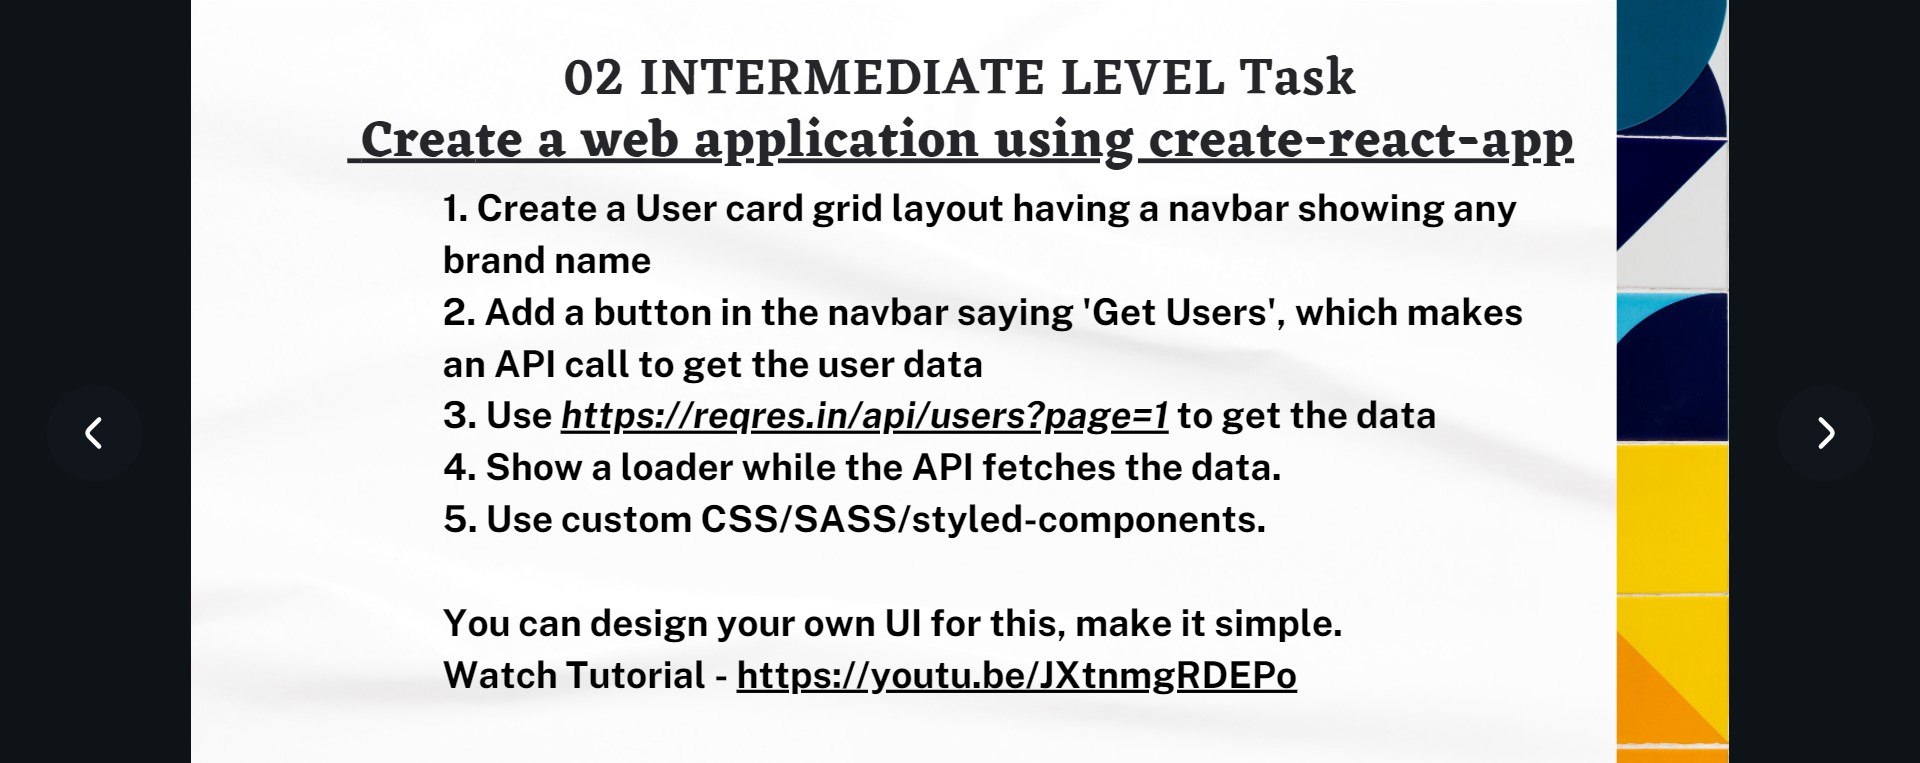 02 INTERMEDIATE LEVEL Task
Create a web application using create-react-app
1. Create a User card grid layout having a navbar showing any
brand name
2. Add a button in the navbar saying 'Get Users', which makes
an API call to get the user data
3. Use https://reqres.in/api/users?page=1 to get the data
4. Show a loader while the API fetches the data.
5. Use custom CSS/SASS/styled-components.
You can design your own UI for this, make it simple.
Watch Tutorial - https://youtu.be/JXtnmgRDEPo